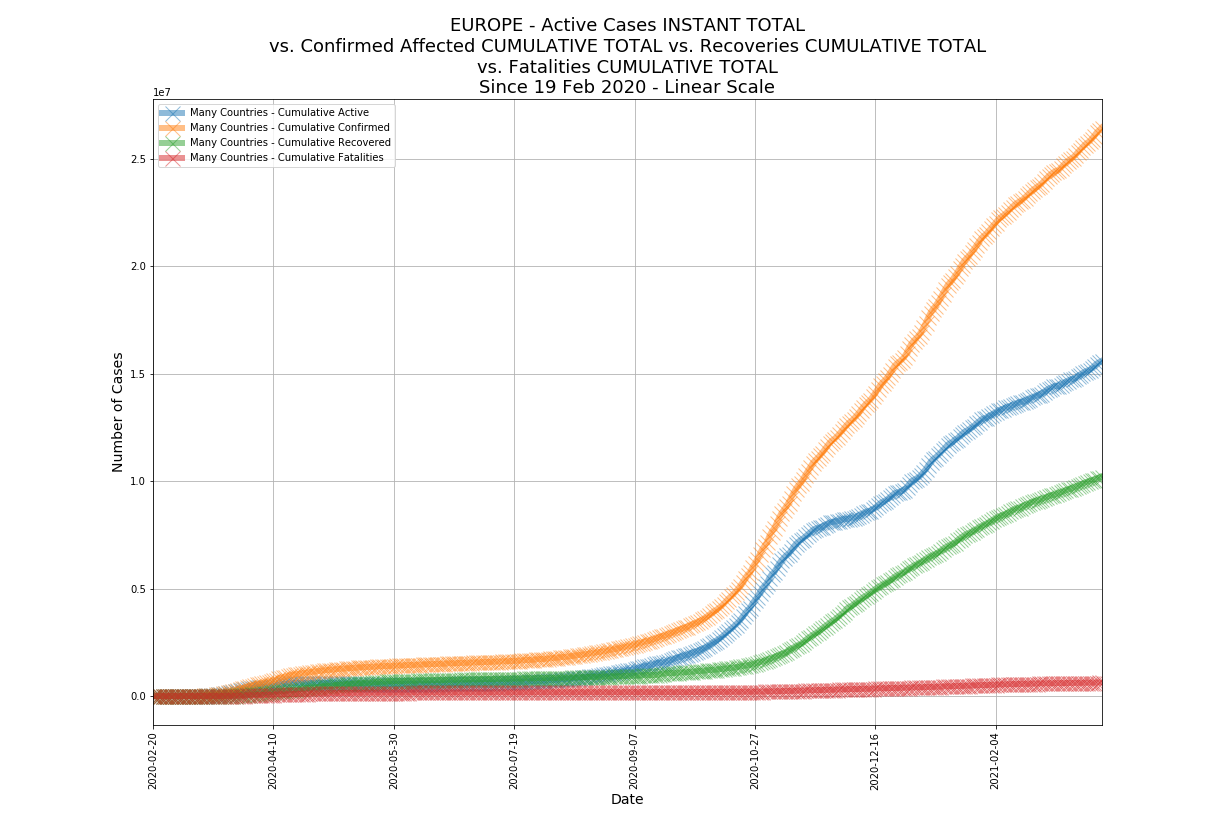 EUROPE - Active Cases INSTANT TOTAL
vs. Confirmed Affected CUMULATIVE TOTAL vs. Recoveries CUMULATIVE TOTAL
vs. Fatalities CUMULATIVE TOTAL
Since 19 Feb 2020 - Linear Scale
1e7
Many Countries - Cumulative Active
Many Countries - Cumulative Confirmed
Many Countries - Cumulative Recovered
Many Countries - Cumulative Fatalities
2.5
2.0
1.5
1.0
0.5
0.0
Number of Cases
2020-02-20
2020-04-10
2020-05-30
2020-07-19
2020-09-07
2020-10-27
2020-12-16
2021-02-04
Date